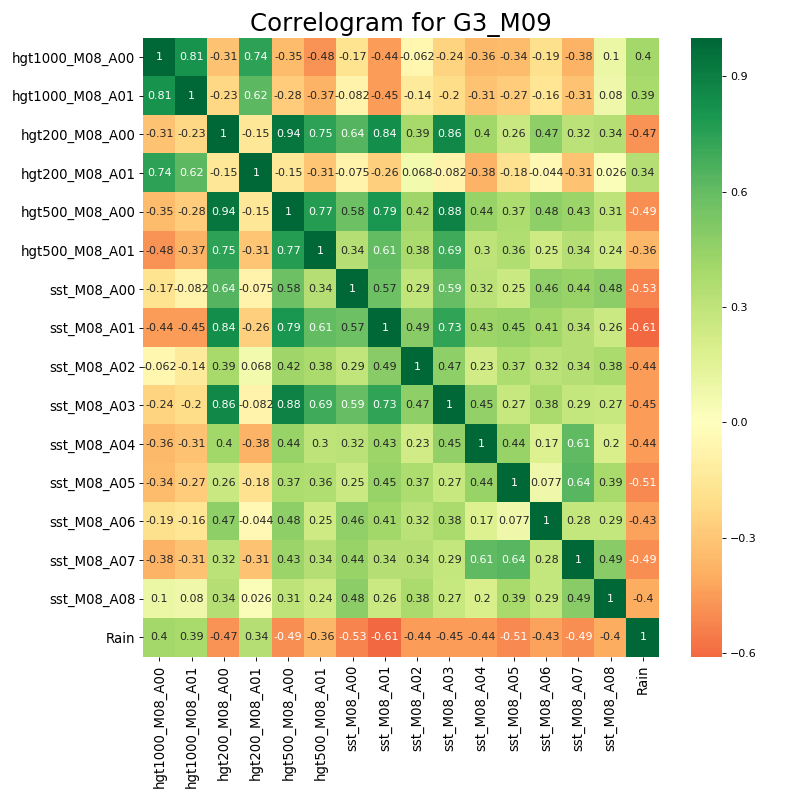 Correlogram for G3_M09
hgt1000_M08_A00 1 0.81 -0.31 0.74 -0.35 -0.48 -0.17 -0.44 -0.062 -0.24 -0.36 -0.34 -0.19 -0.38 0.1 0.4
hgt1000_M08_A01 0.81 1 -0.23 0.62 -0.28 -0.37 -0.082 -0.45 -0.14 -0.2 -0.31 -0.27 -0.16 -0.31 0.08 0.39
hgt200_M08_A00 -0.31 -0.23 1 -0.15 0.94 0.75 0.64 0.84 0.39 0.86 0.4 0.26 0.47 0.32 0.34 -0.47
hgt200_M08_A01 0.74 0.62 -0.15 1 -0.15 -0.31 -0.075 -0.26 0.068 -0.082 -0.38 -0.18 -0.044 -0.31 0.026 0.34
hgt500_M08_A00 -0.35 -0.28 0.94 -0.15 1 0.77 0.58 0.79 0.42 0.88 0.44 0.37 0.48 0.43 0.31 -0.49
hgt500_M08_A01 -0.48 -0.37 0.75 -0.31 0.77 1 0.34 0.61 0.38 0.69 0.3 0.36 0.25 0.34 0.24 -0.36
sst_M08_A00 -0.17 -0.082 0.64 -0.075 0.58 0.34 1 0.57 0.29 0.59 0.32 0.25 0.46 0.44 0.48 -0.53
sst_M08_A01 -0.44 -0.45 0.84 -0.26 0.79 0.61 0.57 1 0.49 0.73 0.43 0.45 0.41 0.34 0.26 -0.61
sst_M08_A02 -0.062 -0.14 0.39 0.068 0.42 0.38 0.29 0.49 1 0.47 0.23 0.37 0.32 0.34 0.38 -0.44
sst_M08_A03 -0.24 -0.2 0.86 -0.082 0.88 0.69 0.59 0.73 0.47 1 0.45 0.27 0.38 0.29 0.27 -0.45
sst_M08_A04 -0.36 -0.31 0.4 -0.38 0.44 0.3 0.32 0.43 0.23 0.45 1 0.44 0.17 0.61 0.2 -0.44
sst_M08_A05 -0.34 -0.27 0.26 -0.18 0.37 0.36 0.25 0.45 0.37 0.27 0.44 1 0.077 0.64 0.39 -0.51
sst_M08_A06 -0.19 -0.16 0.47 -0.044 0.48 0.25 0.46 0.41 0.32 0.38 0.17 0.077 1 0.28 0.29 -0.43
sst_M08_A07 -0.38 -0.31 0.32 -0.31 0.43 0.34 0.44 0.34 0.34 0.29 0.61 0.64 0.28 1 0.49 -0.49
sst_M08_A08 0.1 0.08 0.34 0.026 0.31 0.24 0.48 0.26 0.38 0.27 0.2 0.39 0.29 0.49 1 -0.4
Rain 0.4 0.39 -0.47 0.34 -0.49 -0.36 -0.53 -0.61 -0.44 -0.45 -0.44 -0.51 -0.43 -0.49 -0.4 1
hgt1000_M08_A00
hgt1000_M08_A01
hgt200_M08_A00
hgt200_M08_A01
hgt500_M08_A00
hgt500_M08_A01
sst_M08_A00
sst_M08_A01
sst_M08_A02
sst_M08_A03
sst_M08_A04
sst_M08_A05
sst_M08_A06
sst_M08_A07
sst_M08_A08
Rain
0.9
0.6
0.3
0.0
−0.3
−0.6